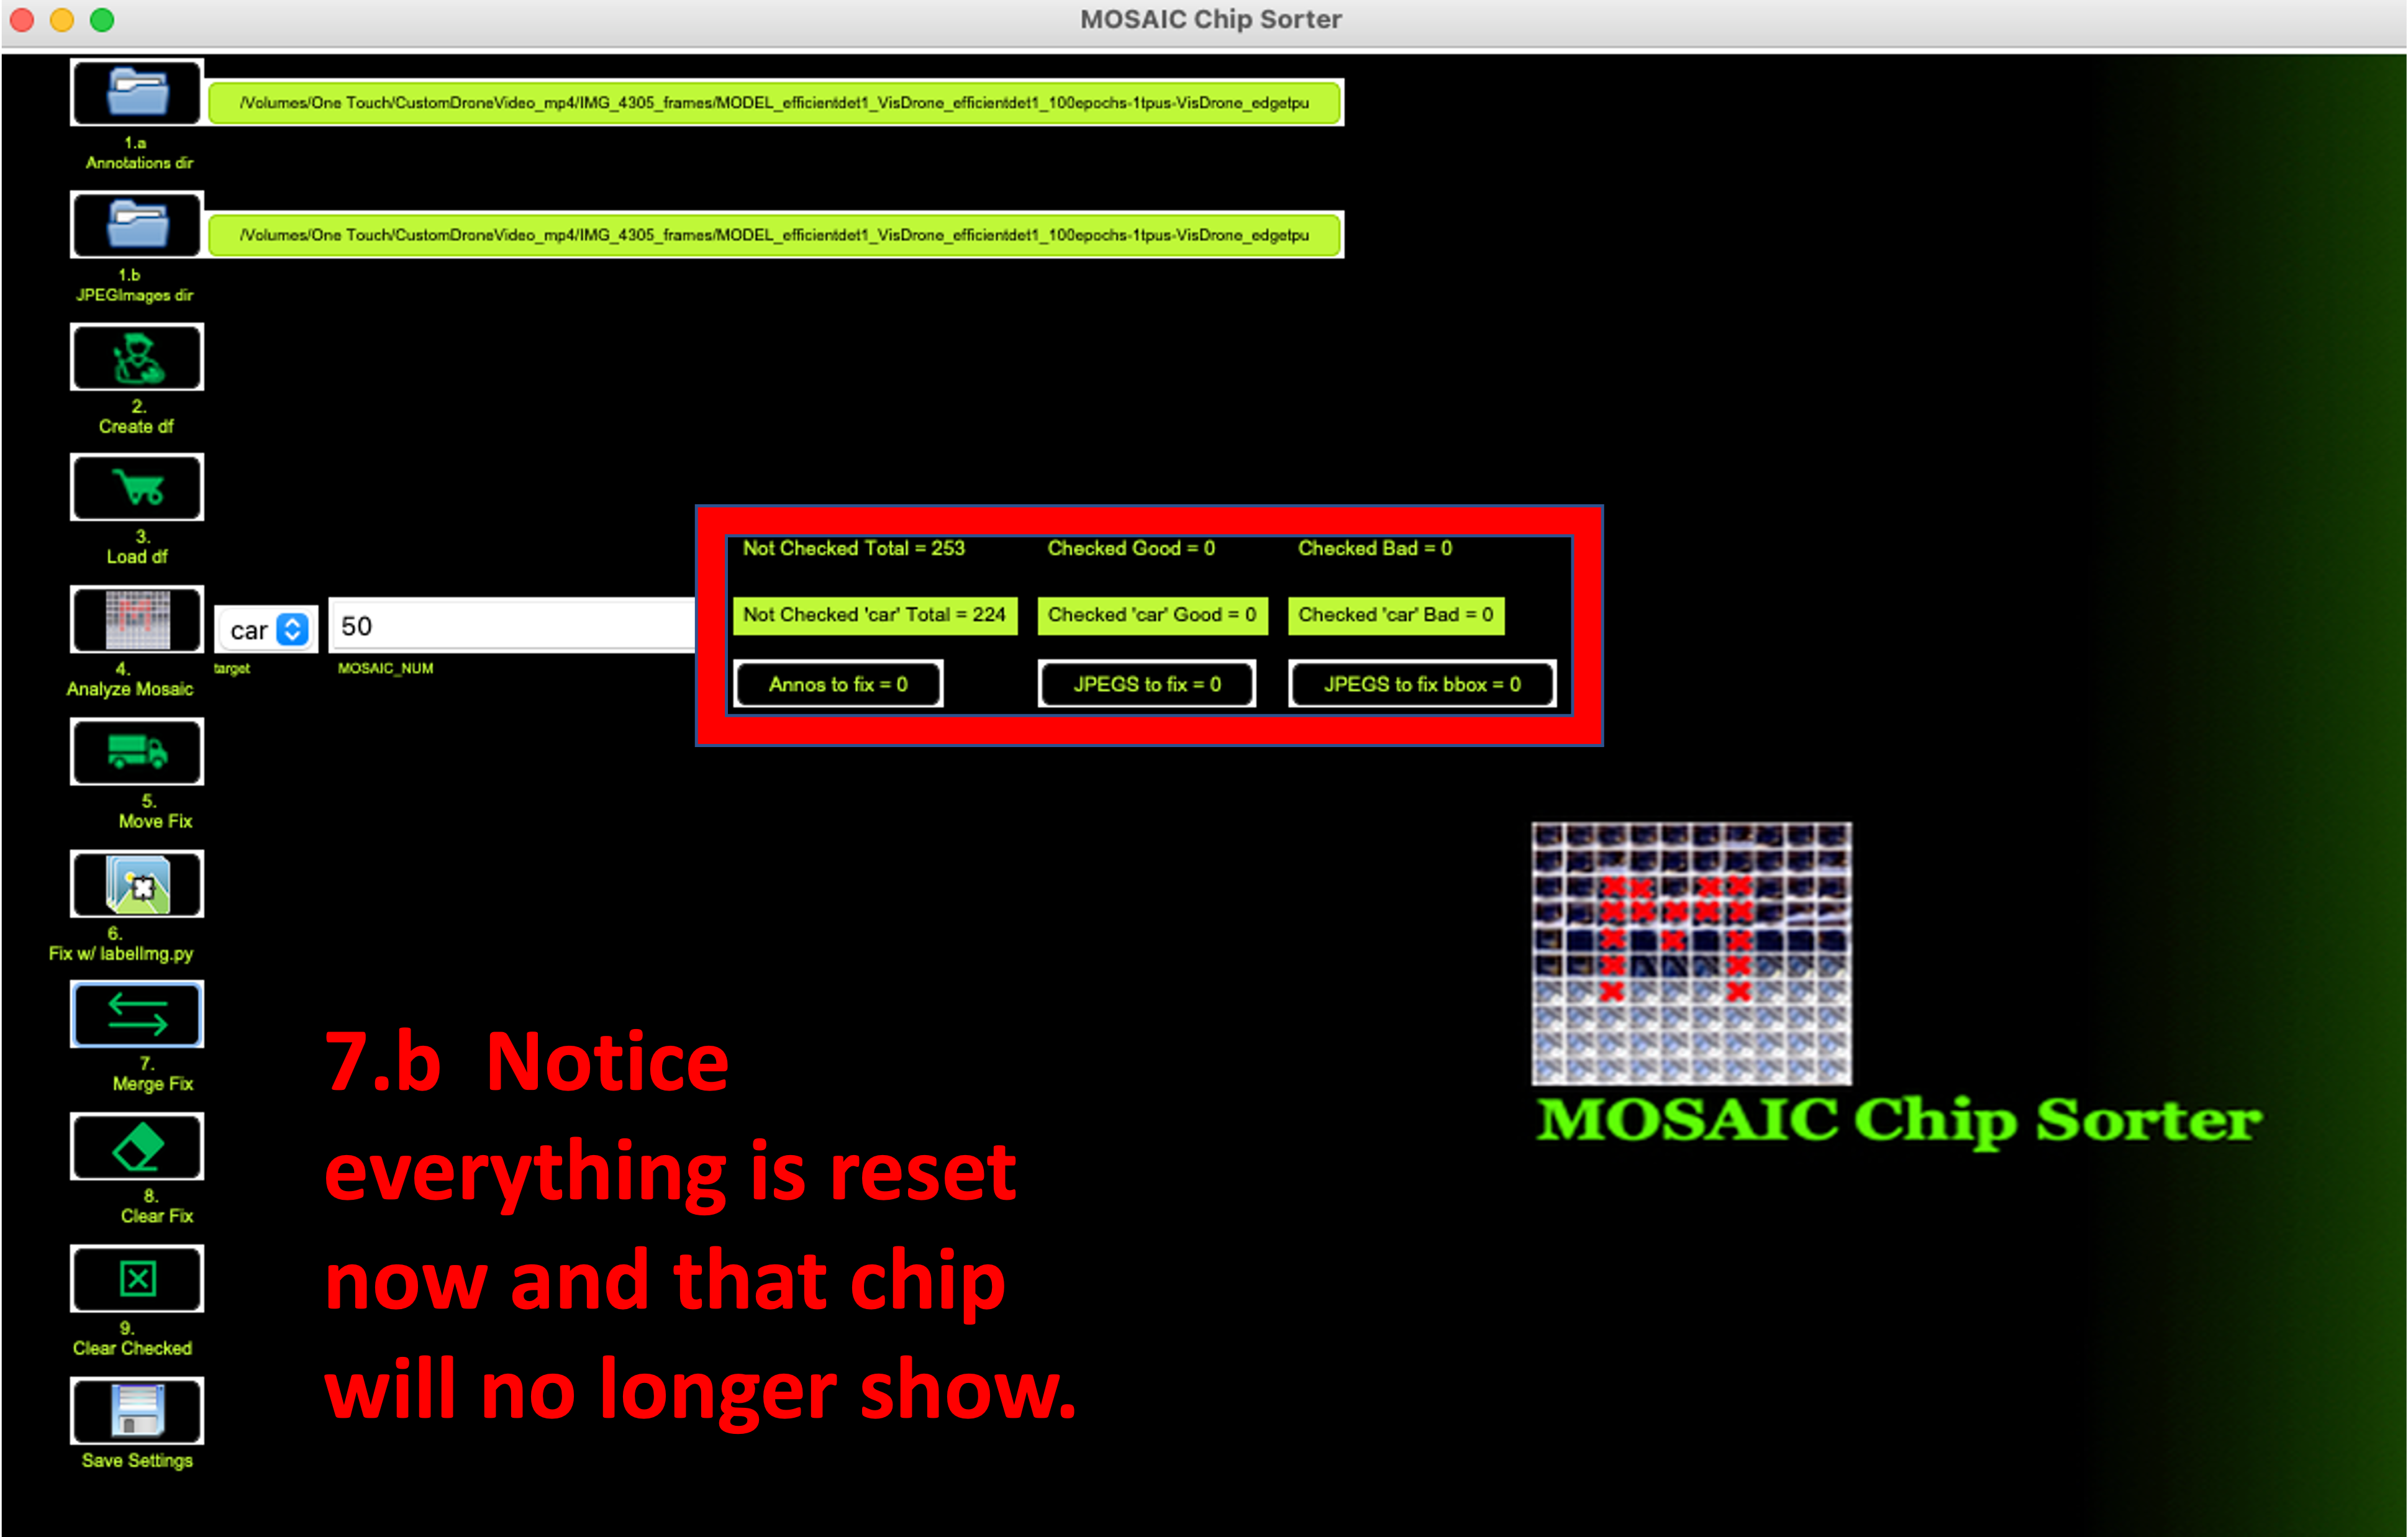 MOSAIC Chip Sorter
/Volumes/One Touch/CustomDroneVideo_mp4/IMG_4305_frames/MODEL_efficientdet1_VisDrone_efficientdet1_100epochs-1tpus-VisDrone_edgetpu
1.a
Annotations dir
/Volumes/One Touch/CustomDroneVideo_mp4/IMG_4305_frames/MODEL_efficientdet1_VisDrone_efficientdet1_100epochs-1tpus-VisDrone_edgetpu
1.b
JPEGImages dir
2.
Create df
3.
Load df
Not Checked Total = 253 Checked Good = 0 Checked Bad = 0
car 50 Not Checked 'car' Total = 224 Checked 'car' Good = 0 Checked 'car' Bad = 0
target MOSAIC_NUM
Annos to fix = 0 JPEGS to fix = 0 JPEGS to fix bbox = 0
4.
Analyze Mosaic
5.
Move Fix
6.
Fix w/ labelImg.py
7.
Merge Fix
8.
Clear Fix
9.
Clear Checked
Save Settings
7.b Notice
everything is reset
now and that chip
will no longer show.
MOSAIC Chip Sorter